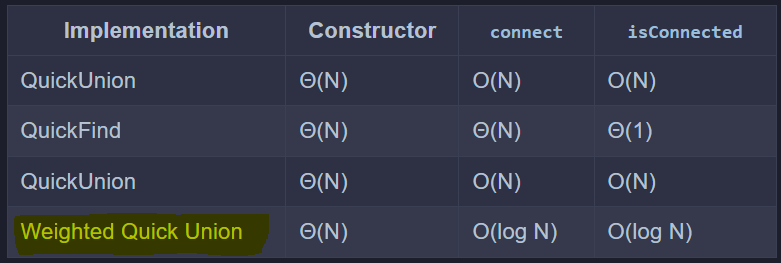 Implementation Constructor connect isConnected
QuickUnion Θ(N) O(N) O(N)
QuickFind Θ(N) Θ(N) Θ(1)
QuickUnion Θ(N) O(N) O(N)
Weighted Quick Union Θ(N) O(log N) O(log N)